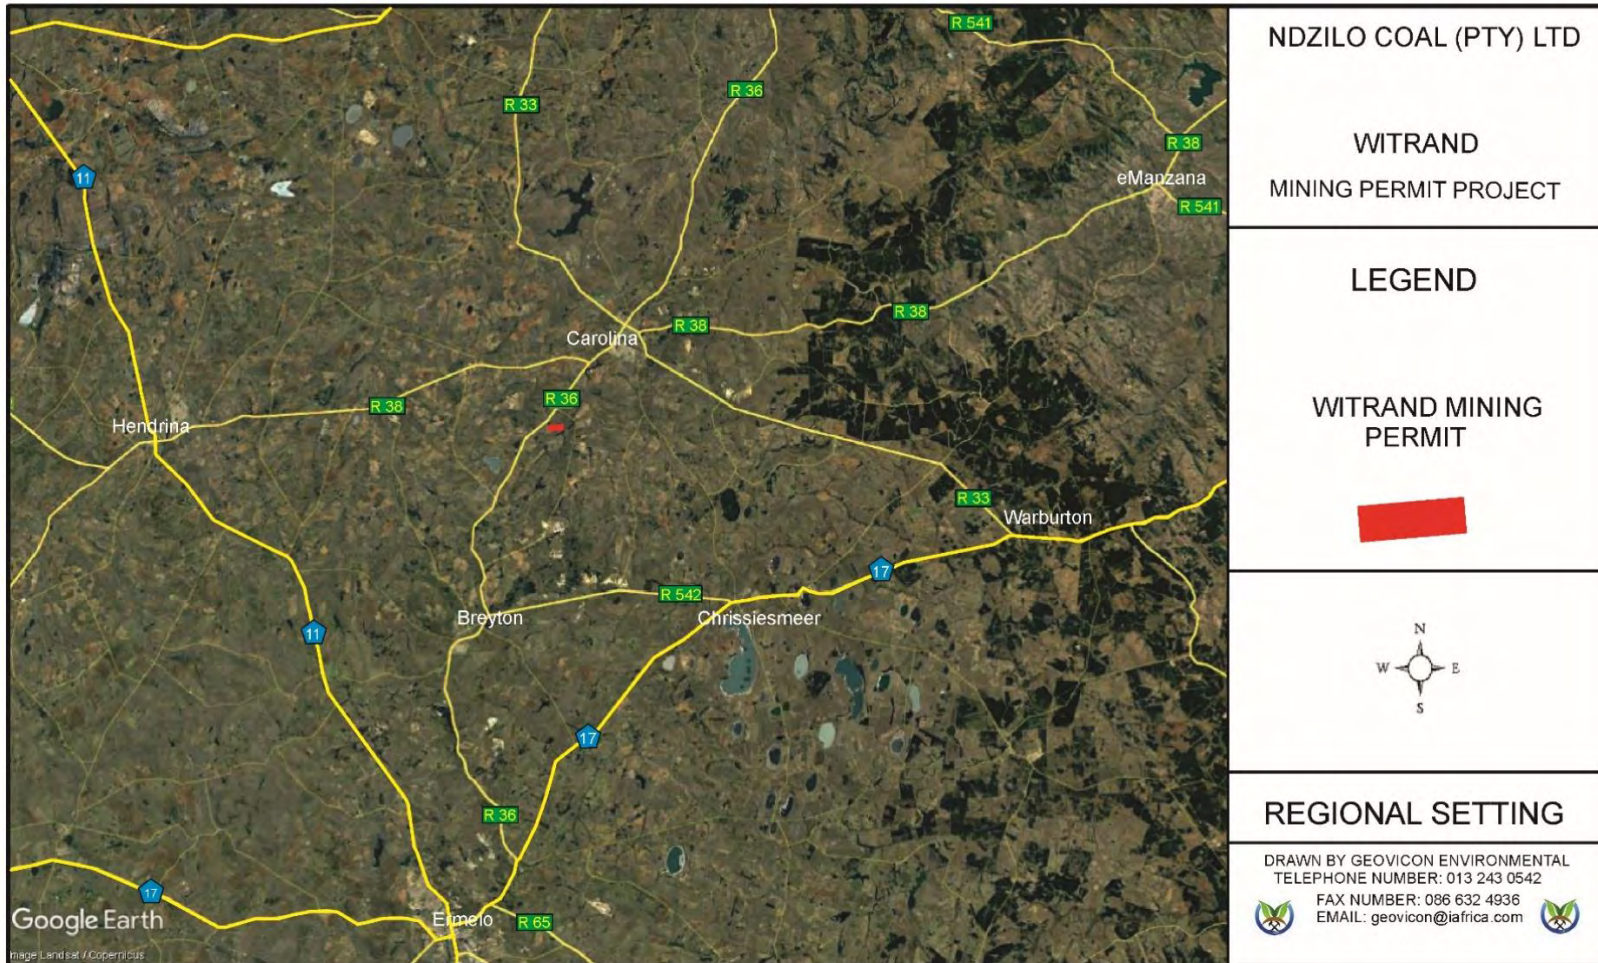 R 541
R 33
R 36
R 38
11
eManzana
R 541
R 38
Carolina
R 38
R 36
R 38
Hendrina
R 33
Warburton
17
R 542
Breyton
Chrissiesmeer
11
17
R 36
17
Ermelo
R 65
Google Earth
mage Landsat / Copernicus
NDZILO COAL (PTY) LTD
WITRAND
MINING PERMIT PROJECT
LEGEND
WITRAND MINING
PERMIT
N
W E
S
REGIONAL SETTING
DRAWN BY GEOVICON ENVIRONMENTAL
TELEPHONE NUMBER: 013 243 0542
FAX NUMBER: 086 632 4936
EMAIL: geovicon@iafrica.com